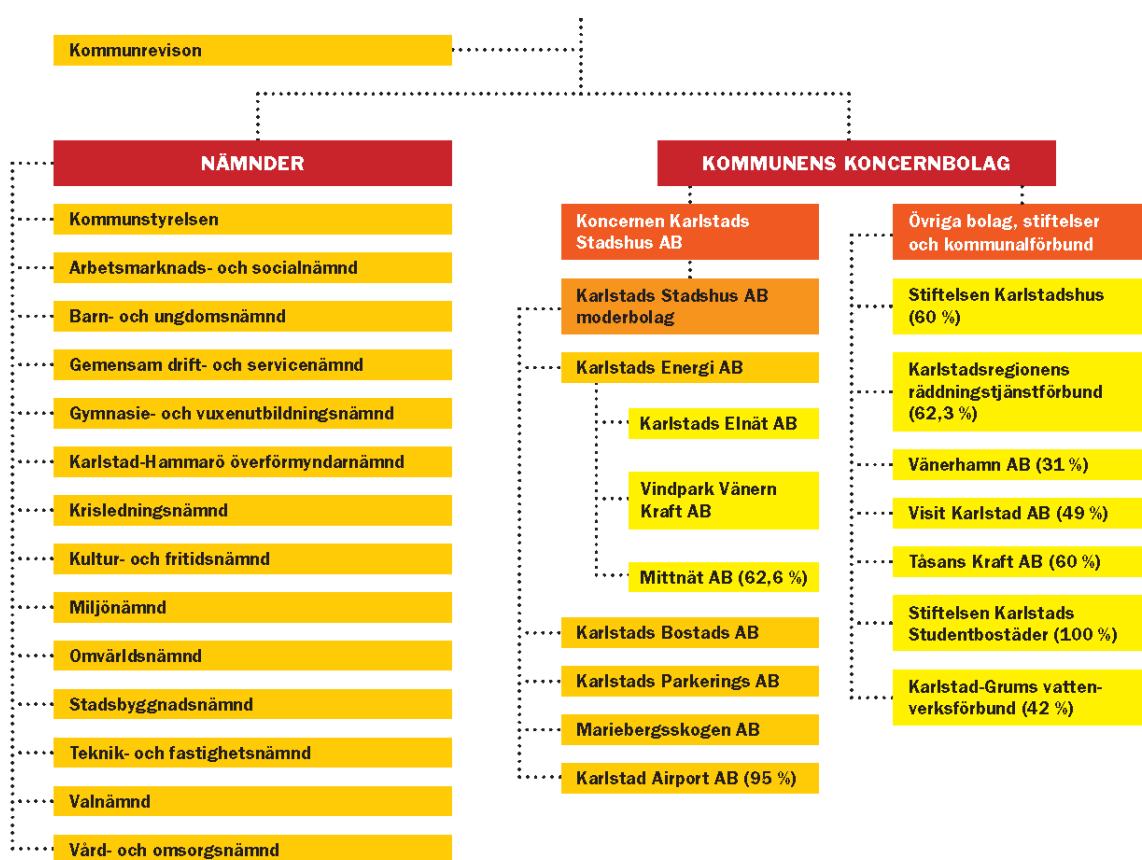 Kommunrevison
NÄMNDER
Kommunstyrelsen
Arbetsmarknads- och socialnämnd
Barn- och ungdomsnämnd
Gemensam drift- och servicenämnd
Gymnasie- och vuxenutbildningsnämnd
Karlstad-Hammarö överförmyndarnämnd
Krisledningsnämnd
Kultur- och fritidsnämnd
Miljönämnd
Omvärldsnämnd
Stadsbyggnadsnämnd
Teknik- och fastighetsnämnd
Valnämnd
Vård- och omsorgsnämnd
KOMMUNENS KONCERNBOLAG
Koncernen Karlstads
Stadshus AB
Karlstads Stadshus AB
moderbolag
Karlstads Energi AB
Karlstads Elnät AB
Vindpark Vänern
Kraft AB
Mittnät AB (62,6 %)
Karlstads Bostads AB
Karlstads Parkerings AB
Mariebergsskogen AB
Karlstad Airport AB (95 %)
Övriga bolag, stiftelser
och kommunalförbund
Stiftelsen Karlstadshus
(60 %)
Karlstadsregionens
räddningstjänstförbund
(62,3 %)
Vänerhamn AB (31 %)
Visit Karlstad AB (49 %)
Tåsans Kraft AB (60 %)
Stiftelsen Karlstads
Studentbostäder (100 %)
Karlstad-Grums vatten-
verksförbund (42 %)